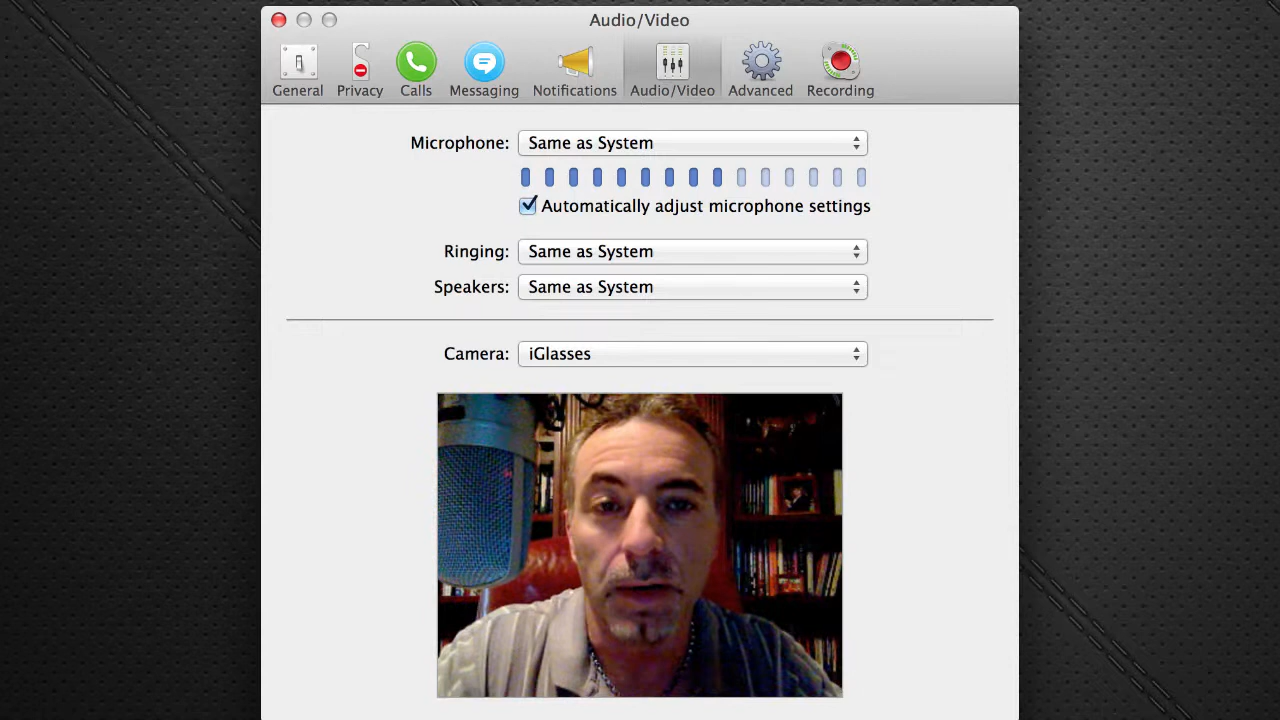 Audio/Video
General Privacy Calls Messaging Notifications Audio/Video Advanced Recording
Microphone: Same as System
Automatically adjust microphone settings
Ringing: Same as System
Speakers: Same as System
Camera: iGlasses